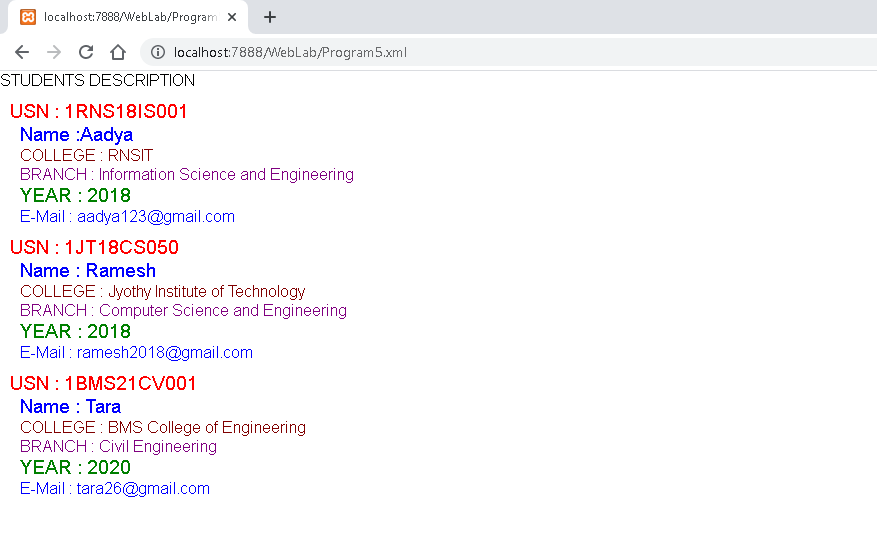 localhost:7888/WebLab/Program
localhost:7888/WebLab/Program5.xml
STUDENTS DESCRIPTION
USN : 1RNS18IS001
Name :Aadya
COLLEGE : RNSIT
BRANCH : Information Science and Engineering
YEAR : 2018
E-Mail : aadya123@gmail.com
USN : 1JT18CS050
Name : Ramesh
COLLEGE : Jyothy Institute of Technology
BRANCH : Computer Science and Engineering
YEAR : 2018
E-Mail : ramesh2018@gmail.com
USN : 1BMS21CV001
Name : Tara
COLLEGE : BMS College of Engineering
BRANCH : Civil Engineering
YEAR : 2020
E-Mail : tara26@gmail.com